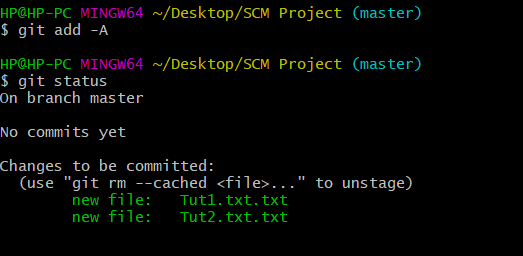 HP@HP-PC MINGW64 ~/Desktop/SCM Project (master)
$ git add -A
HP@HP-PC MINGW64 ~/Desktop/SCM Project (master)
$ git status
On branch master
No commits yet
Changes to be committed:
(use "git rm --cached <file>..." to unstage)
new file:   Tut1.txt.txt
new file:   Tut2.txt.txt